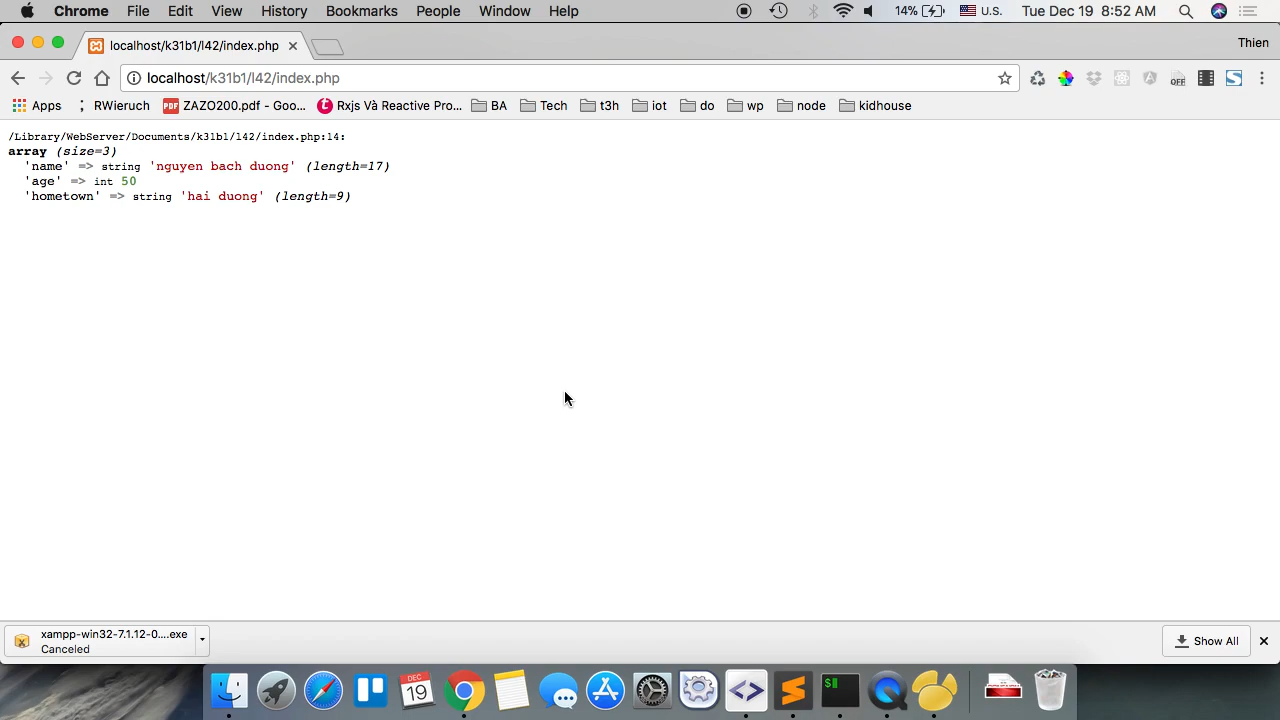 Chrome File Edit View History Bookmarks People Window Help 14% U.S. Tue Dec 19 8:52 AM
localhost/k31b1/l42/index.php Thien
localhost/k31b1/l42/index.php
Apps RWieruch PDF ZAZO200.pdf - Goo... t Rxjs Và Reactive Pro... BA Tech t3h iot do wp node kidhouse
/Library/WebServer/Documents/k31b1/l42/index.php:14:
array (size=3)
'name' => string 'nguyen bach duong' (length=17)
'age' => int 50
'hometown' => string 'hai duong' (length=9)
xampp-win32-7.1.12-0....exe
Canceled
Show All
DEC
19
$